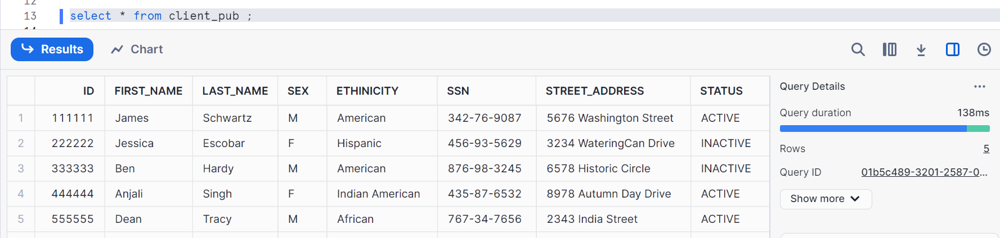 12
13 select * from client_pub ;
14
Results Chart
ID FIRST_NAME LAST_NAME SEX ETHINICITY SSN STREET_ADDRESS STATUS
1 111111 James Schwartz M American 342-76-9087 5676 Washington Street ACTIVE
2 222222 Jessica Escobar F Hispanic 456-93-5629 3234 WateringCan Drive INACTIVE
3 333333 Ben Hardy M American 876-98-3245 6578 Historic Circle INACTIVE
4 444444 Anjali Singh F Indian American 435-87-6532 8978 Autumn Day Drive ACTIVE
5 555555 Dean Tracy M African 767-34-7656 2343 India Street ACTIVE
Query Details ...
Query duration 138ms
Rows 5
Query ID 01b5c489-3201-2587-0...
Show more